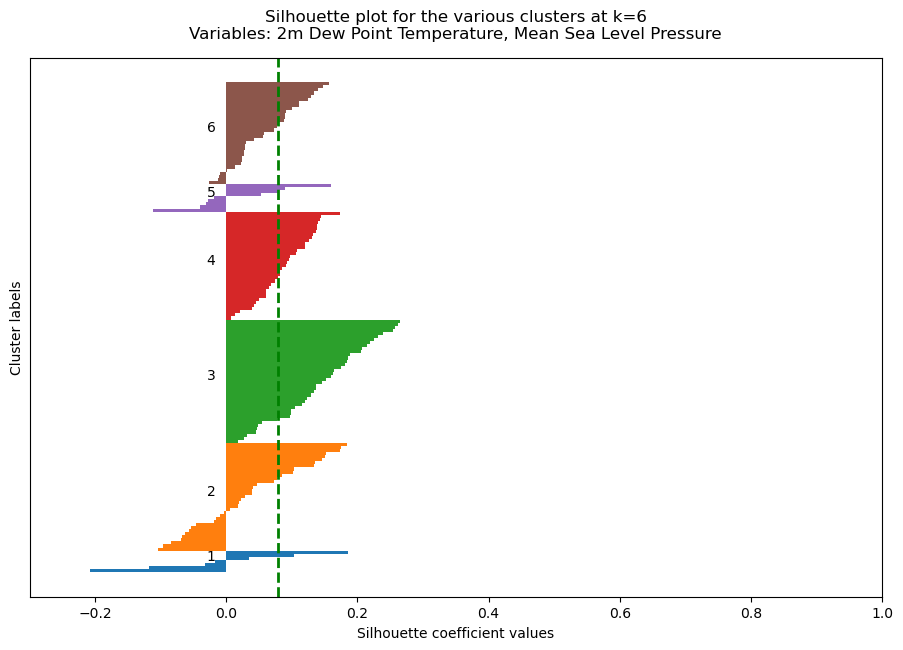 Silhouette plot for the various clusters at k=6
Variables: 2m Dew Point Temperature, Mean Sea Level Pressure
6
5
4
3
2
1
Cluster labels
−0.2 0.0 0.2 0.4 0.6 0.8 1.0
Silhouette coefficient values